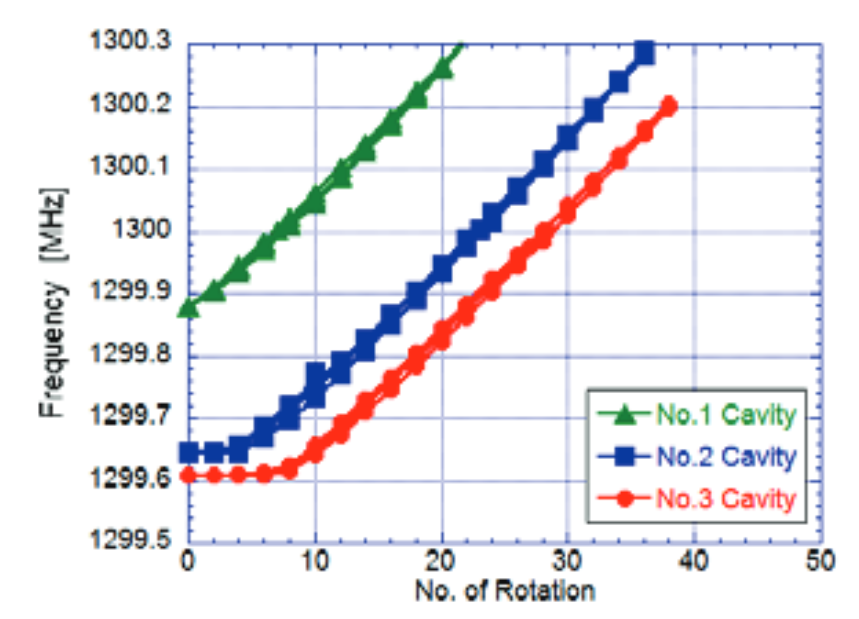 1300.3
1300.2
1300.1
1300
1299.9
1299.8
1299.7
1299.6
1299.5
Frequency [MHz]
No.1 Cavity
No.2 Cavity
No.3 Cavity
0 10 20 30 40 50
No. of Rotation